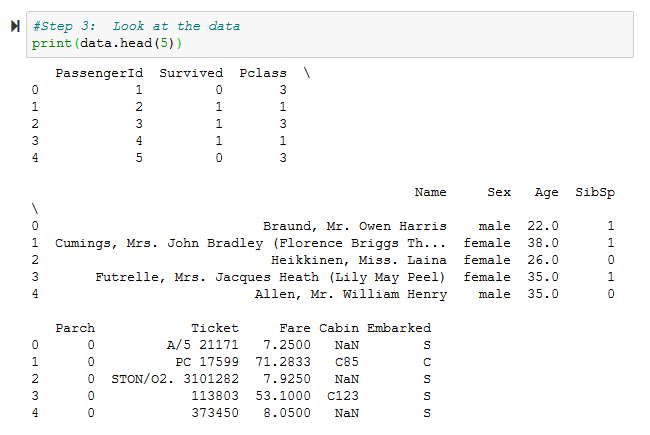 #Step 3:  Look at the data
print(data.head(5))
   PassengerId  Survived  Pclass  \
0            1         0       3
1            2         1       1
2            3         1       3
3            4         1       1
4            5         0       3
                                                Name     Sex   Age  SibSp
\
0                            Braund, Mr. Owen Harris    male  22.0      1
1  Cumings, Mrs. John Bradley (Florence Briggs Th...  female  38.0      1
2                             Heikkinen, Miss. Laina  female  26.0      0
3       Futrelle, Mrs. Jacques Heath (Lily May Peel)  female  35.0      1
4                           Allen, Mr. William Henry    male  35.0      0
   Parch            Ticket     Fare Cabin Embarked
0      0         A/5 21171   7.2500   NaN        S
1      0          PC 17599  71.2833   C85        C
2      0  STON/O2. 3101282   7.9250   NaN        S
3      0            113803  53.1000  C123        S
4      0            373450   8.0500   NaN        S